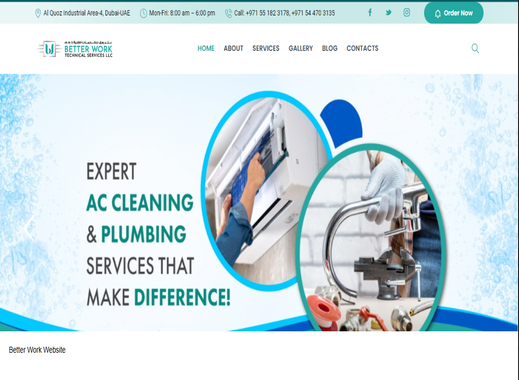 Al Quoz Industrial Area-4, Dubai-UAE Mon-Fri: 8:00 am – 6:00 pm Call: +971 55 182 3178, +971 54 470 3135 Order Now
BETTER WORK
TECHNICAL SERVICES LLC
HOME ABOUT SERVICES GALLERY BLOG CONTACTS
EXPERT
AC CLEANING
& PLUMBING
SERVICES THAT
MAKE DIFFERENCE!
Better Work Website